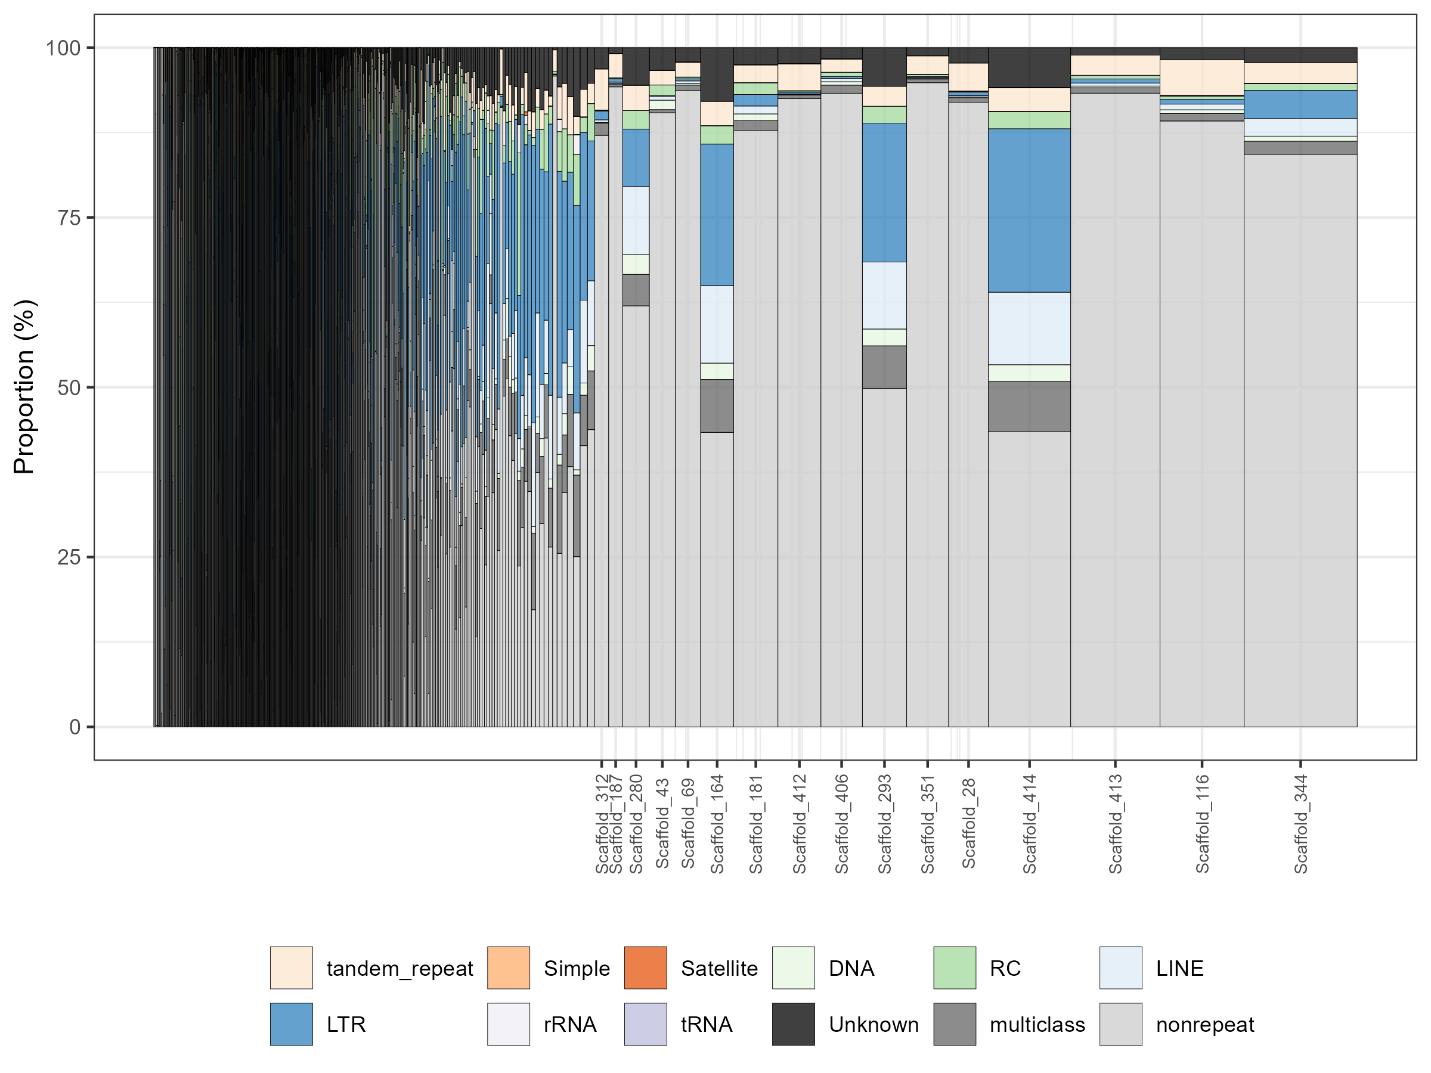 Proportion (%)
100
75
50
25
0
Scaffold_312
Scaffold_187
Scaffold_280
Scaffold_43
Scaffold_69
Scaffold_164
Scaffold_181
Scaffold_412
Scaffold_406
Scaffold_293
Scaffold_351
Scaffold_28
Scaffold_414
Scaffold_413
Scaffold_116
Scaffold_344
tandem_repeat Simple Satellite DNA RC LINE
LTR rRNA tRNA Unknown multiclass nonrepeat